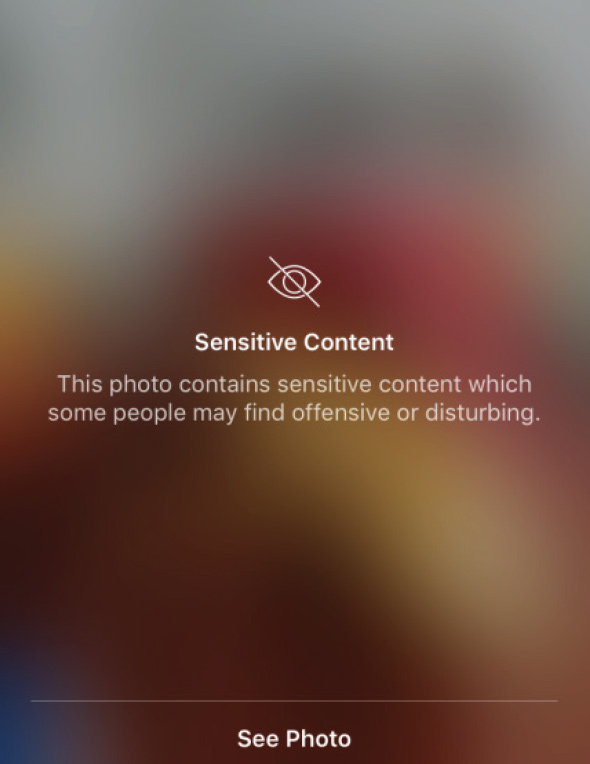 Sensitive Content
This photo contains sensitive content which
some people may find offensive or disturbing.
See Photo